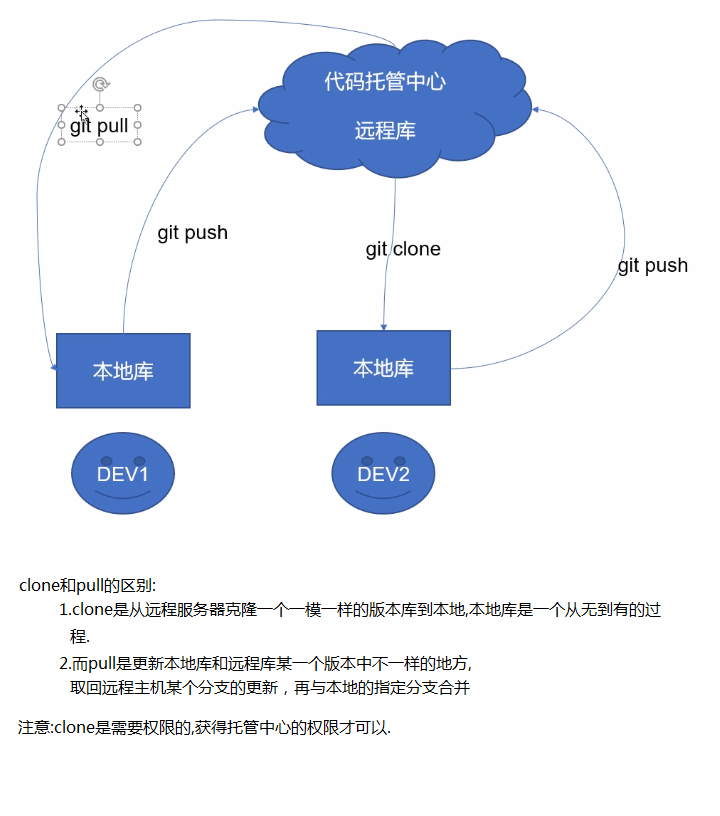 代码托管中心
远程库
git pull
git push
git clone
git push
本地库
本地库
DEV1
DEV2
clone和pull的区别:
1.clone是从远程服务器克隆一个一模一样的版本库到本地,本地库是一个从无到有的过
程.
2.而pull是更新本地库和远程库某一个版本中不一样的地方,
取回远程主机某个分支的更新，再与本地的指定分支合并
注意:clone是需要权限的,获得托管中心的权限才可以.